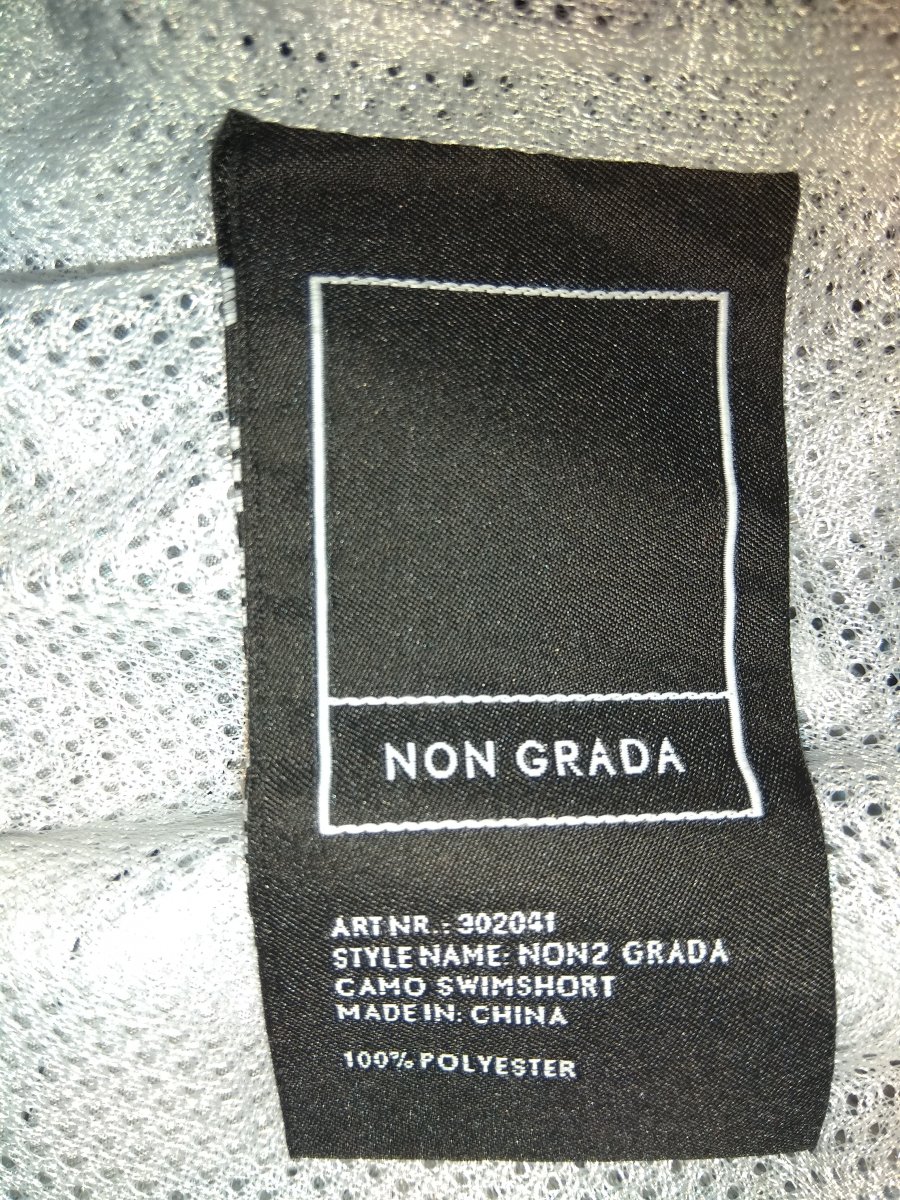 NON GRADA
ART NR.: 302041
STYLE NAME: NON2 GRADA
CAMO SWIMSHORT
MADE IN: CHINA
100% POLYESTER